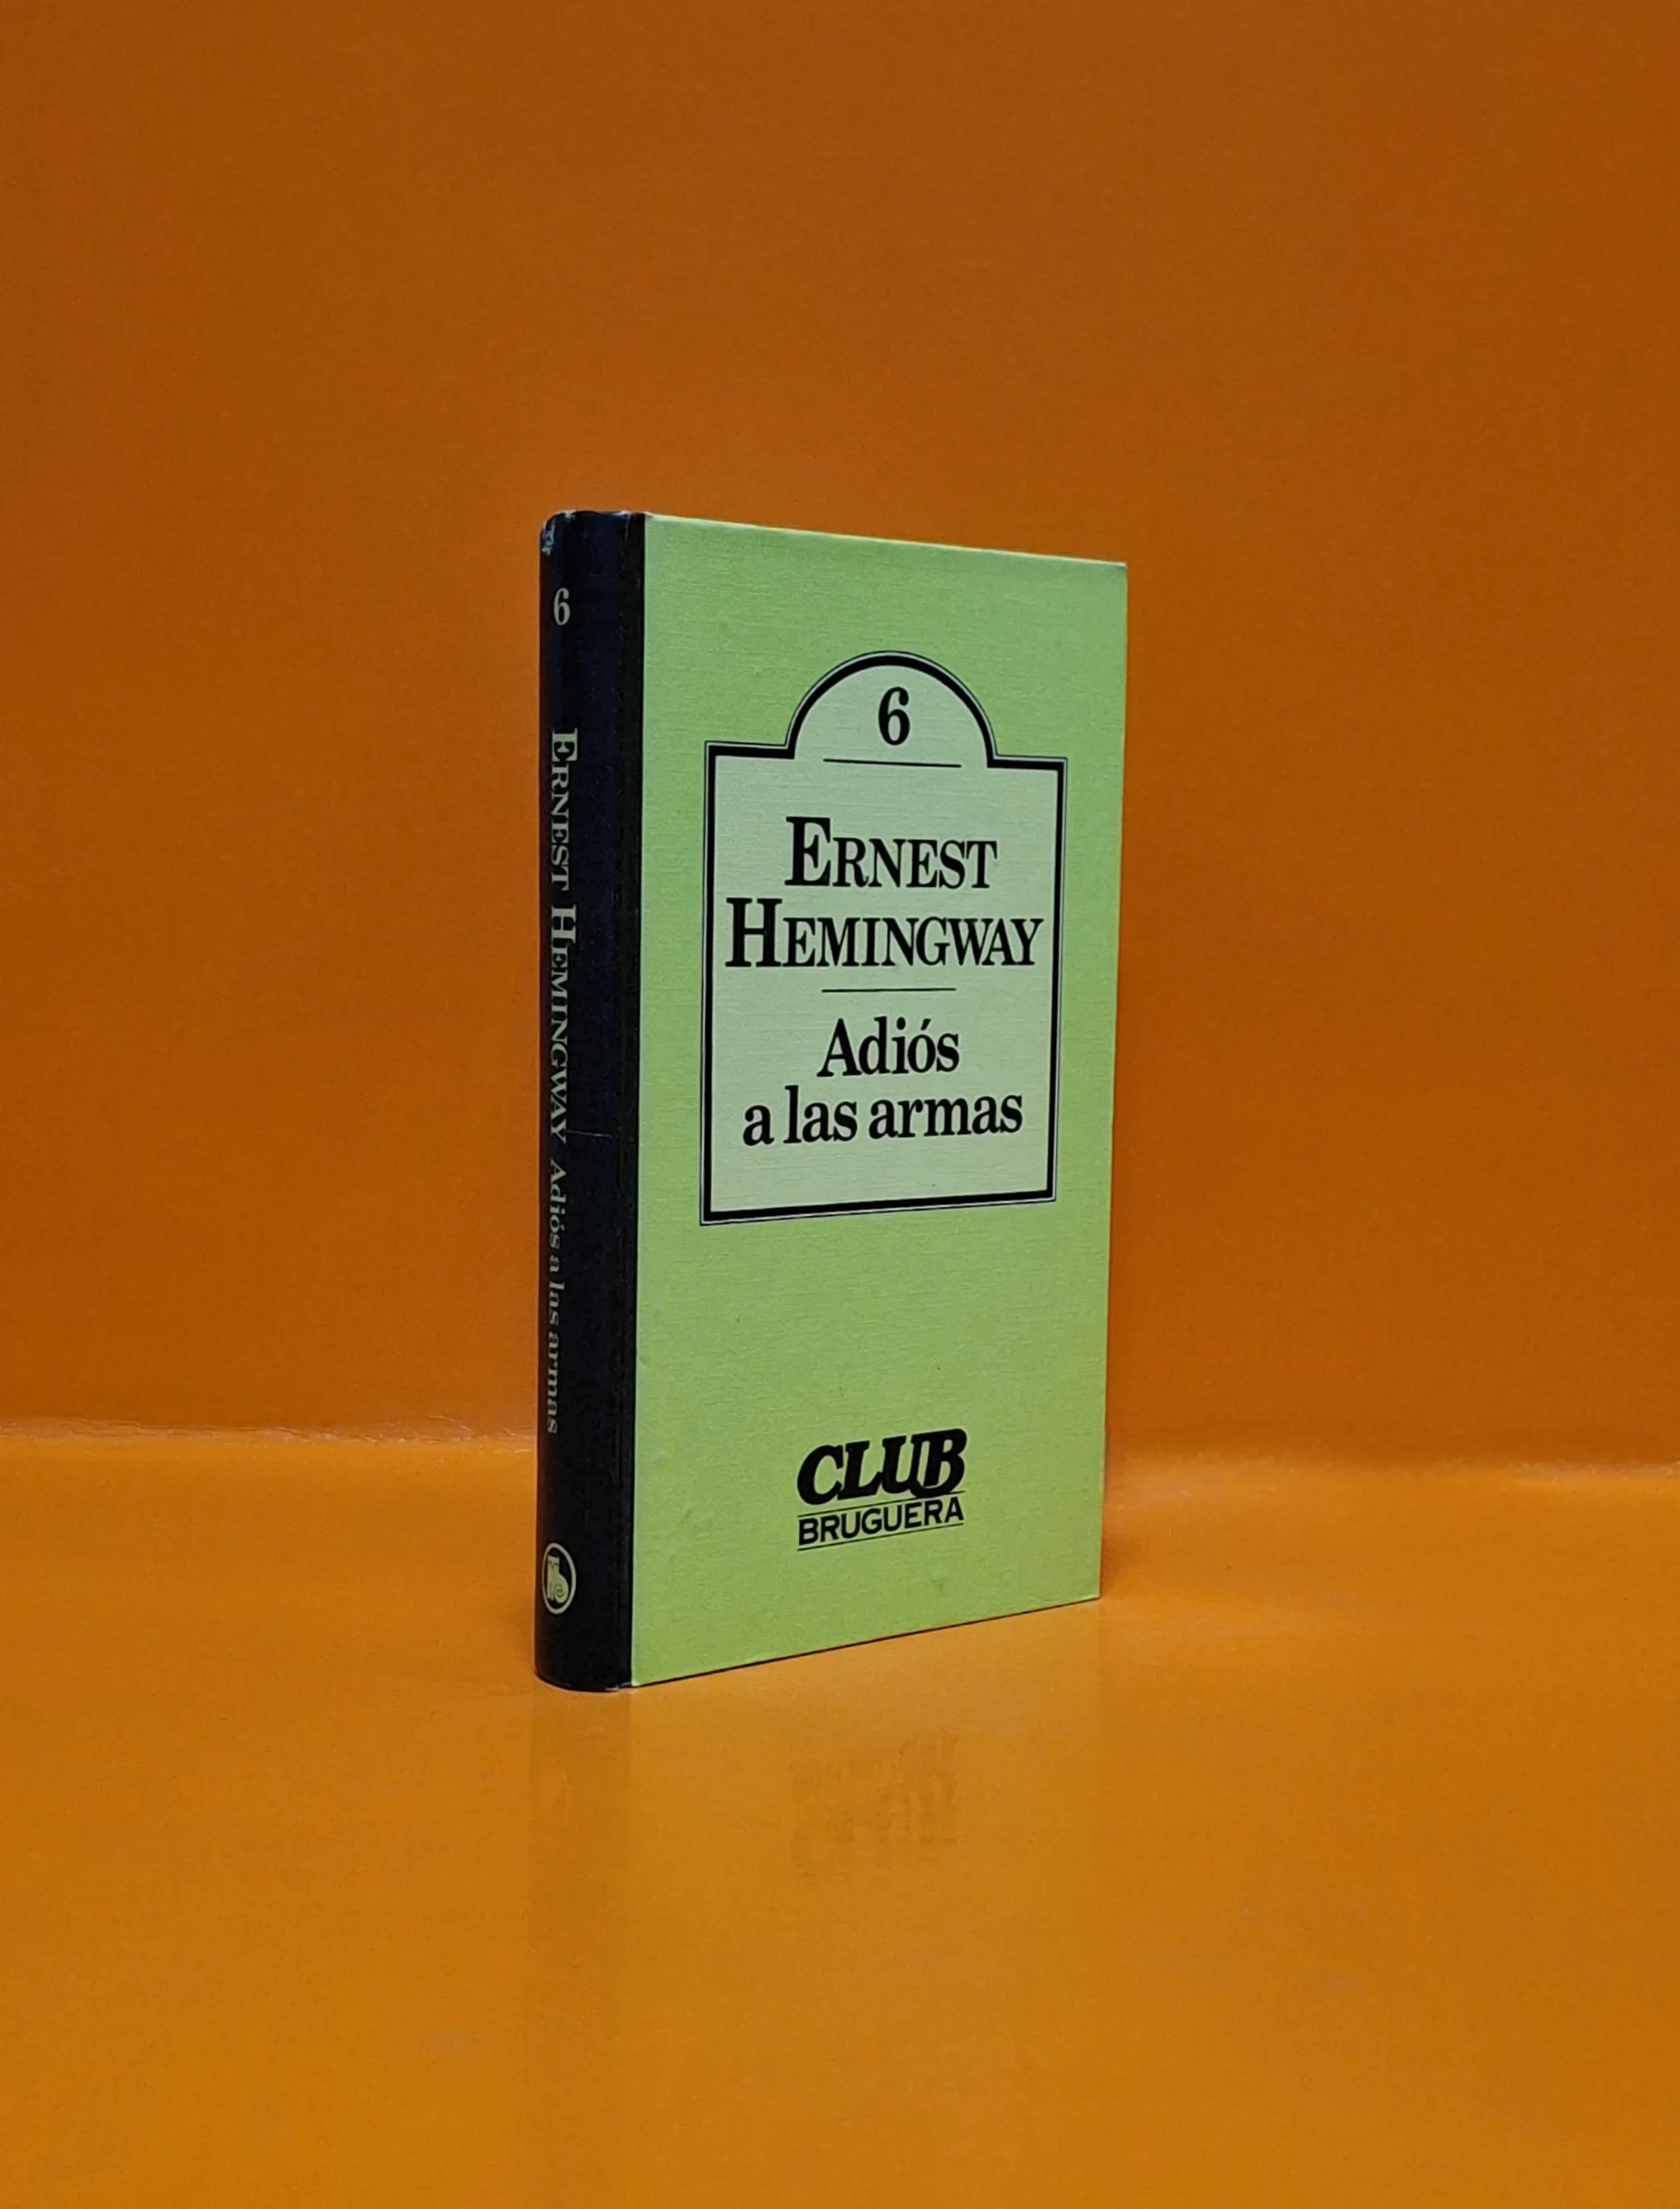 6
ERNEST HEMINGWAY Adiós a las armas
6
ERNEST
HEMINGWAY
Adiós
a las armas
CLUB
BRUGUERA